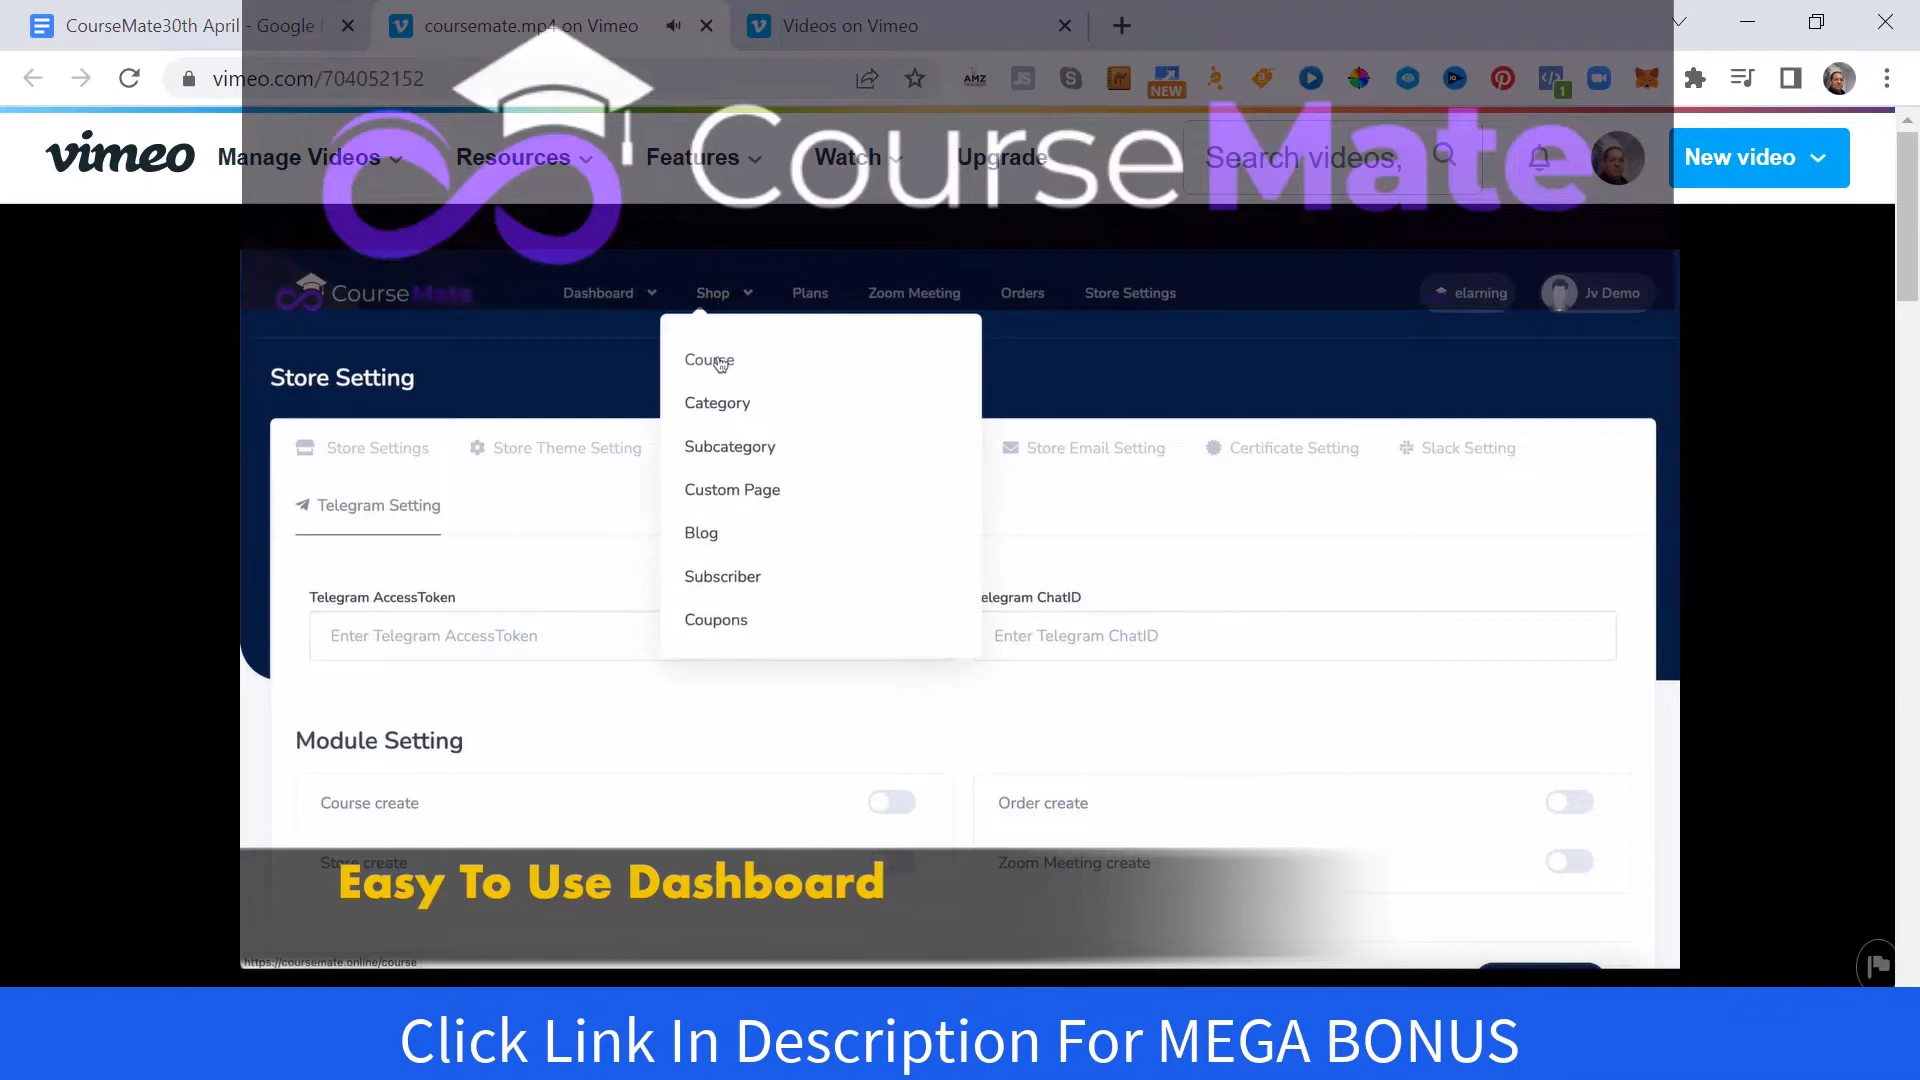 CourseMate30th April - Google
coursemate.mp4 on Vimeo
Videos on Vimeo
vimeo.com/704052152
AMZ
JS
NEW
1
vimeo
Manage Videos
Resources
Features
Watch
Upgrade
Search videos,
New video
CourseMate
CourseMate
Dashboard
Shop
Plans
Zoom Meeting
Orders
Store Settings
elarning
Jv Demo
Store Setting
Course
Category
Subcategory
Custom Page
Blog
Subscriber
Coupons
Store Settings
Store Theme Setting
Store Email Setting
Certificate Setting
Slack Setting
Telegram Setting
Telegram AccessToken
elegram ChatID
Enter Telegram AccessToken
Enter Telegram ChatID
Module Setting
Course create
Order create
Store create
Zoom Meeting create
Easy To Use Dashboard
https://coursemate.online/course
Click Link In Description For MEGA BONUS